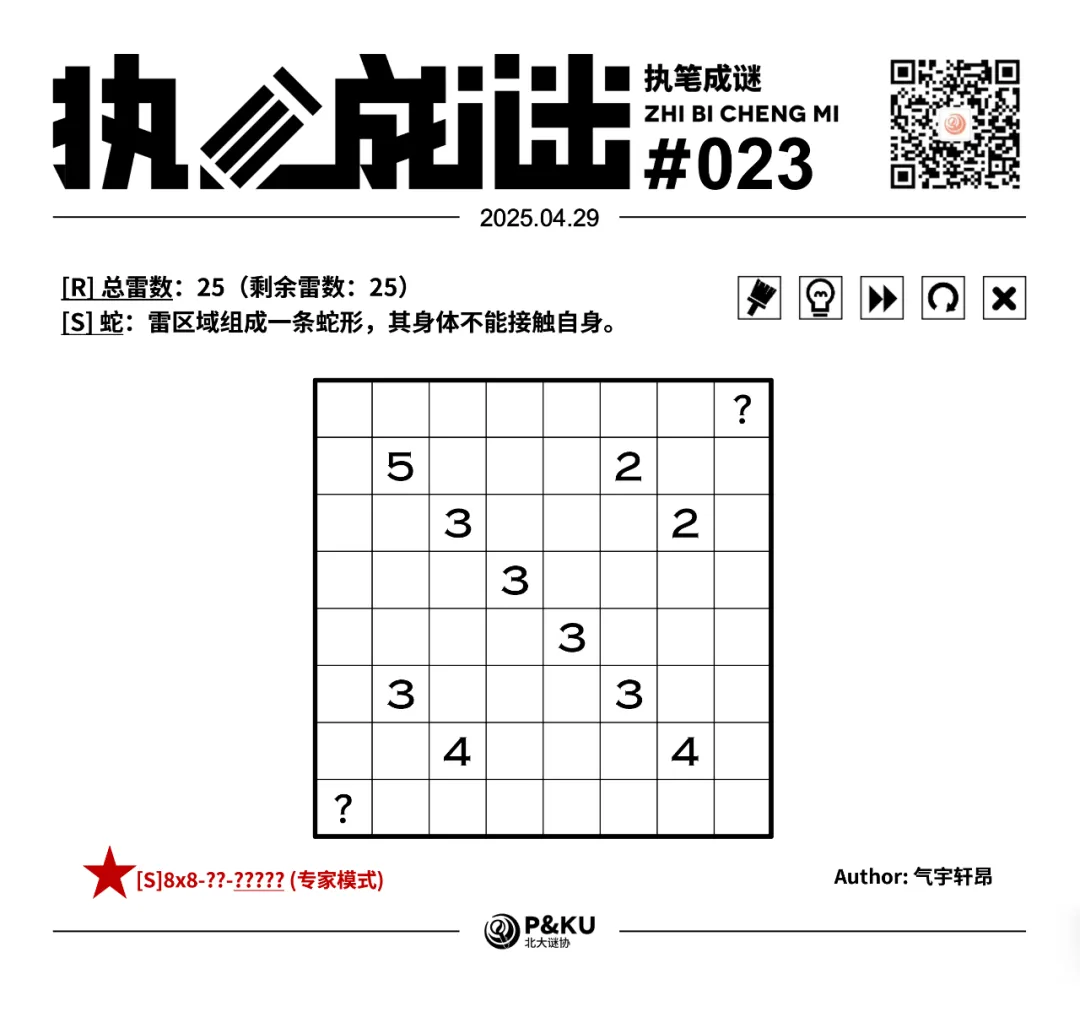 执笔成谜
执笔成谜
ZHI BI CHENG MI
#023
2025.04.29
[R] 总雷数：25（剩余雷数：25）
[S] 蛇：雷区域组成一条蛇形，其身体不能接触自身。
?
5 2
3 2
3
3
3 3
4 4
?
[S]8x8-??-????? (专家模式)
Author: 气宇轩昂
P&KU
北大谜协